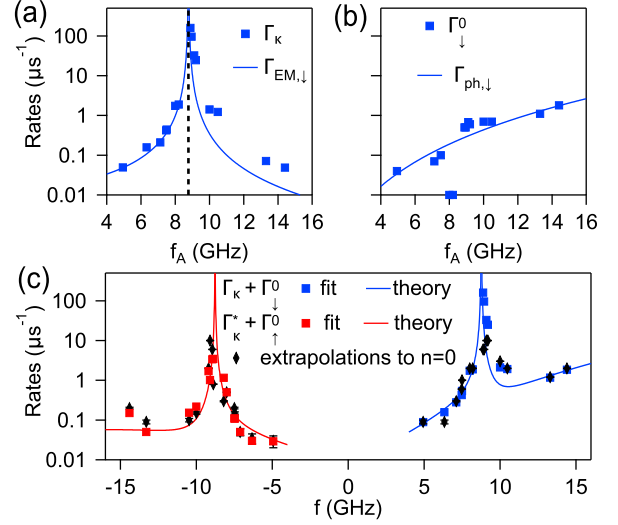 (a)
Rates (μs⁻¹)
100
10
1
0.1
0.01
Γκ
ΓEM,↓
4 6 8 10 12 14 16
fA (GHz)
(b)
Γ⁰↓
Γph,↓
4 6 8 10 12 14 16
fA (GHz)
(c)
Rates (μs⁻¹)
100
10
1
0.1
0.01
Γκ + Γ⁰↓ fit theory
Γ*κ + Γ⁰↑ fit theory
extrapolations to n=0
-15 -10 -5 0 5 10 15
f (GHz)